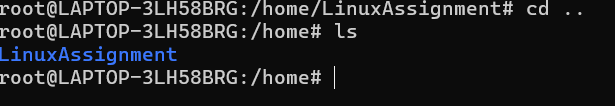 root@LAPTOP-3LH58BRG:/home/LinuxAssignment# cd ..
root@LAPTOP-3LH58BRG:/home# ls
LinuxAssignment
root@LAPTOP-3LH58BRG:/home#